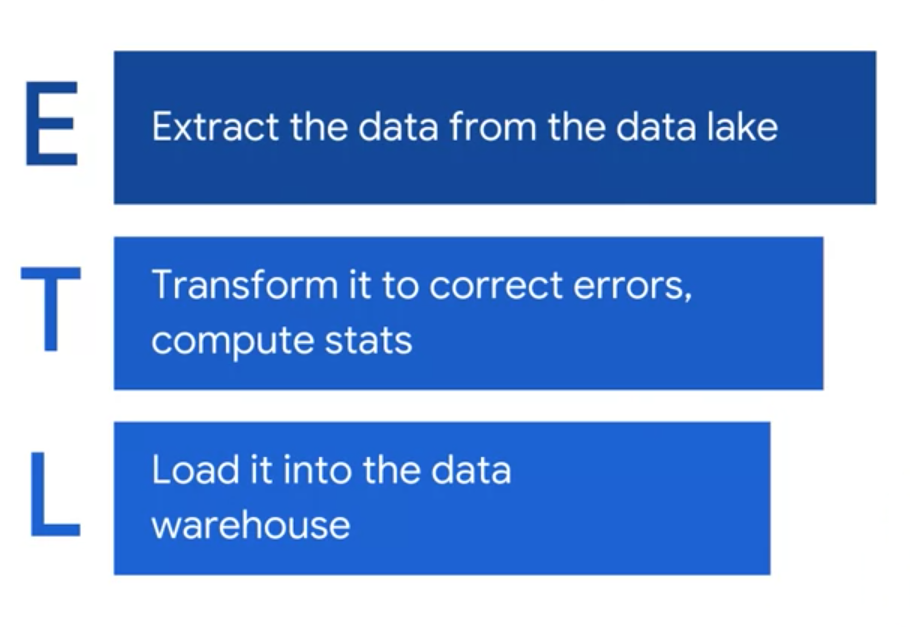 E
Extract the data from the data lake
T
Transform it to correct errors,
compute stats
L
Load it into the data
warehouse